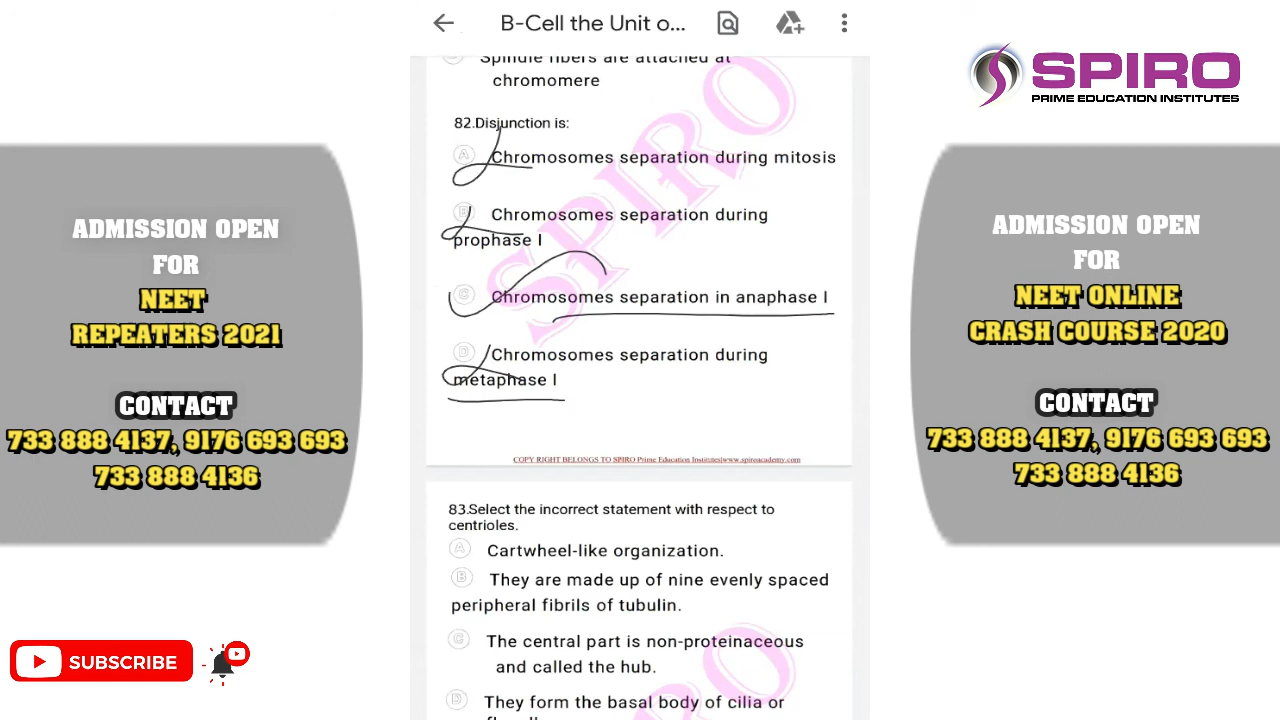 B-Cell the Unit o...
SPIRO
PRIME EDUCATION INSTITUTES
Spindle fibers are attached at
chromomere
82.Disjunction is:
A Chromosomes separation during mitosis
B Chromosomes separation during
prophase I
C Chromosomes separation in anaphase I
D Chromosomes separation during
metaphase I
COPY RIGHT BELONGS TO SPIRO Prime Education Institutes|www.spiroacademy.com
83.Select the incorrect statement with respect to
centrioles.
A Cartwheel-like organization.
B They are made up of nine evenly spaced
peripheral fibrils of tubulin.
C The central part is non-proteinaceous
and called the hub.
D They form the basal body of cilia or
SPIRO
SPIRO
ADMISSION OPEN
FOR
NEET
REPEATERS 2021
CONTACT
733 888 4137, 9176 693 693
733 888 4136
ADMISSION OPEN
FOR
NEET ONLINE
CRASH COURSE 2020
CONTACT
733 888 4137, 9176 693 693
733 888 4136
SUBSCRIBE